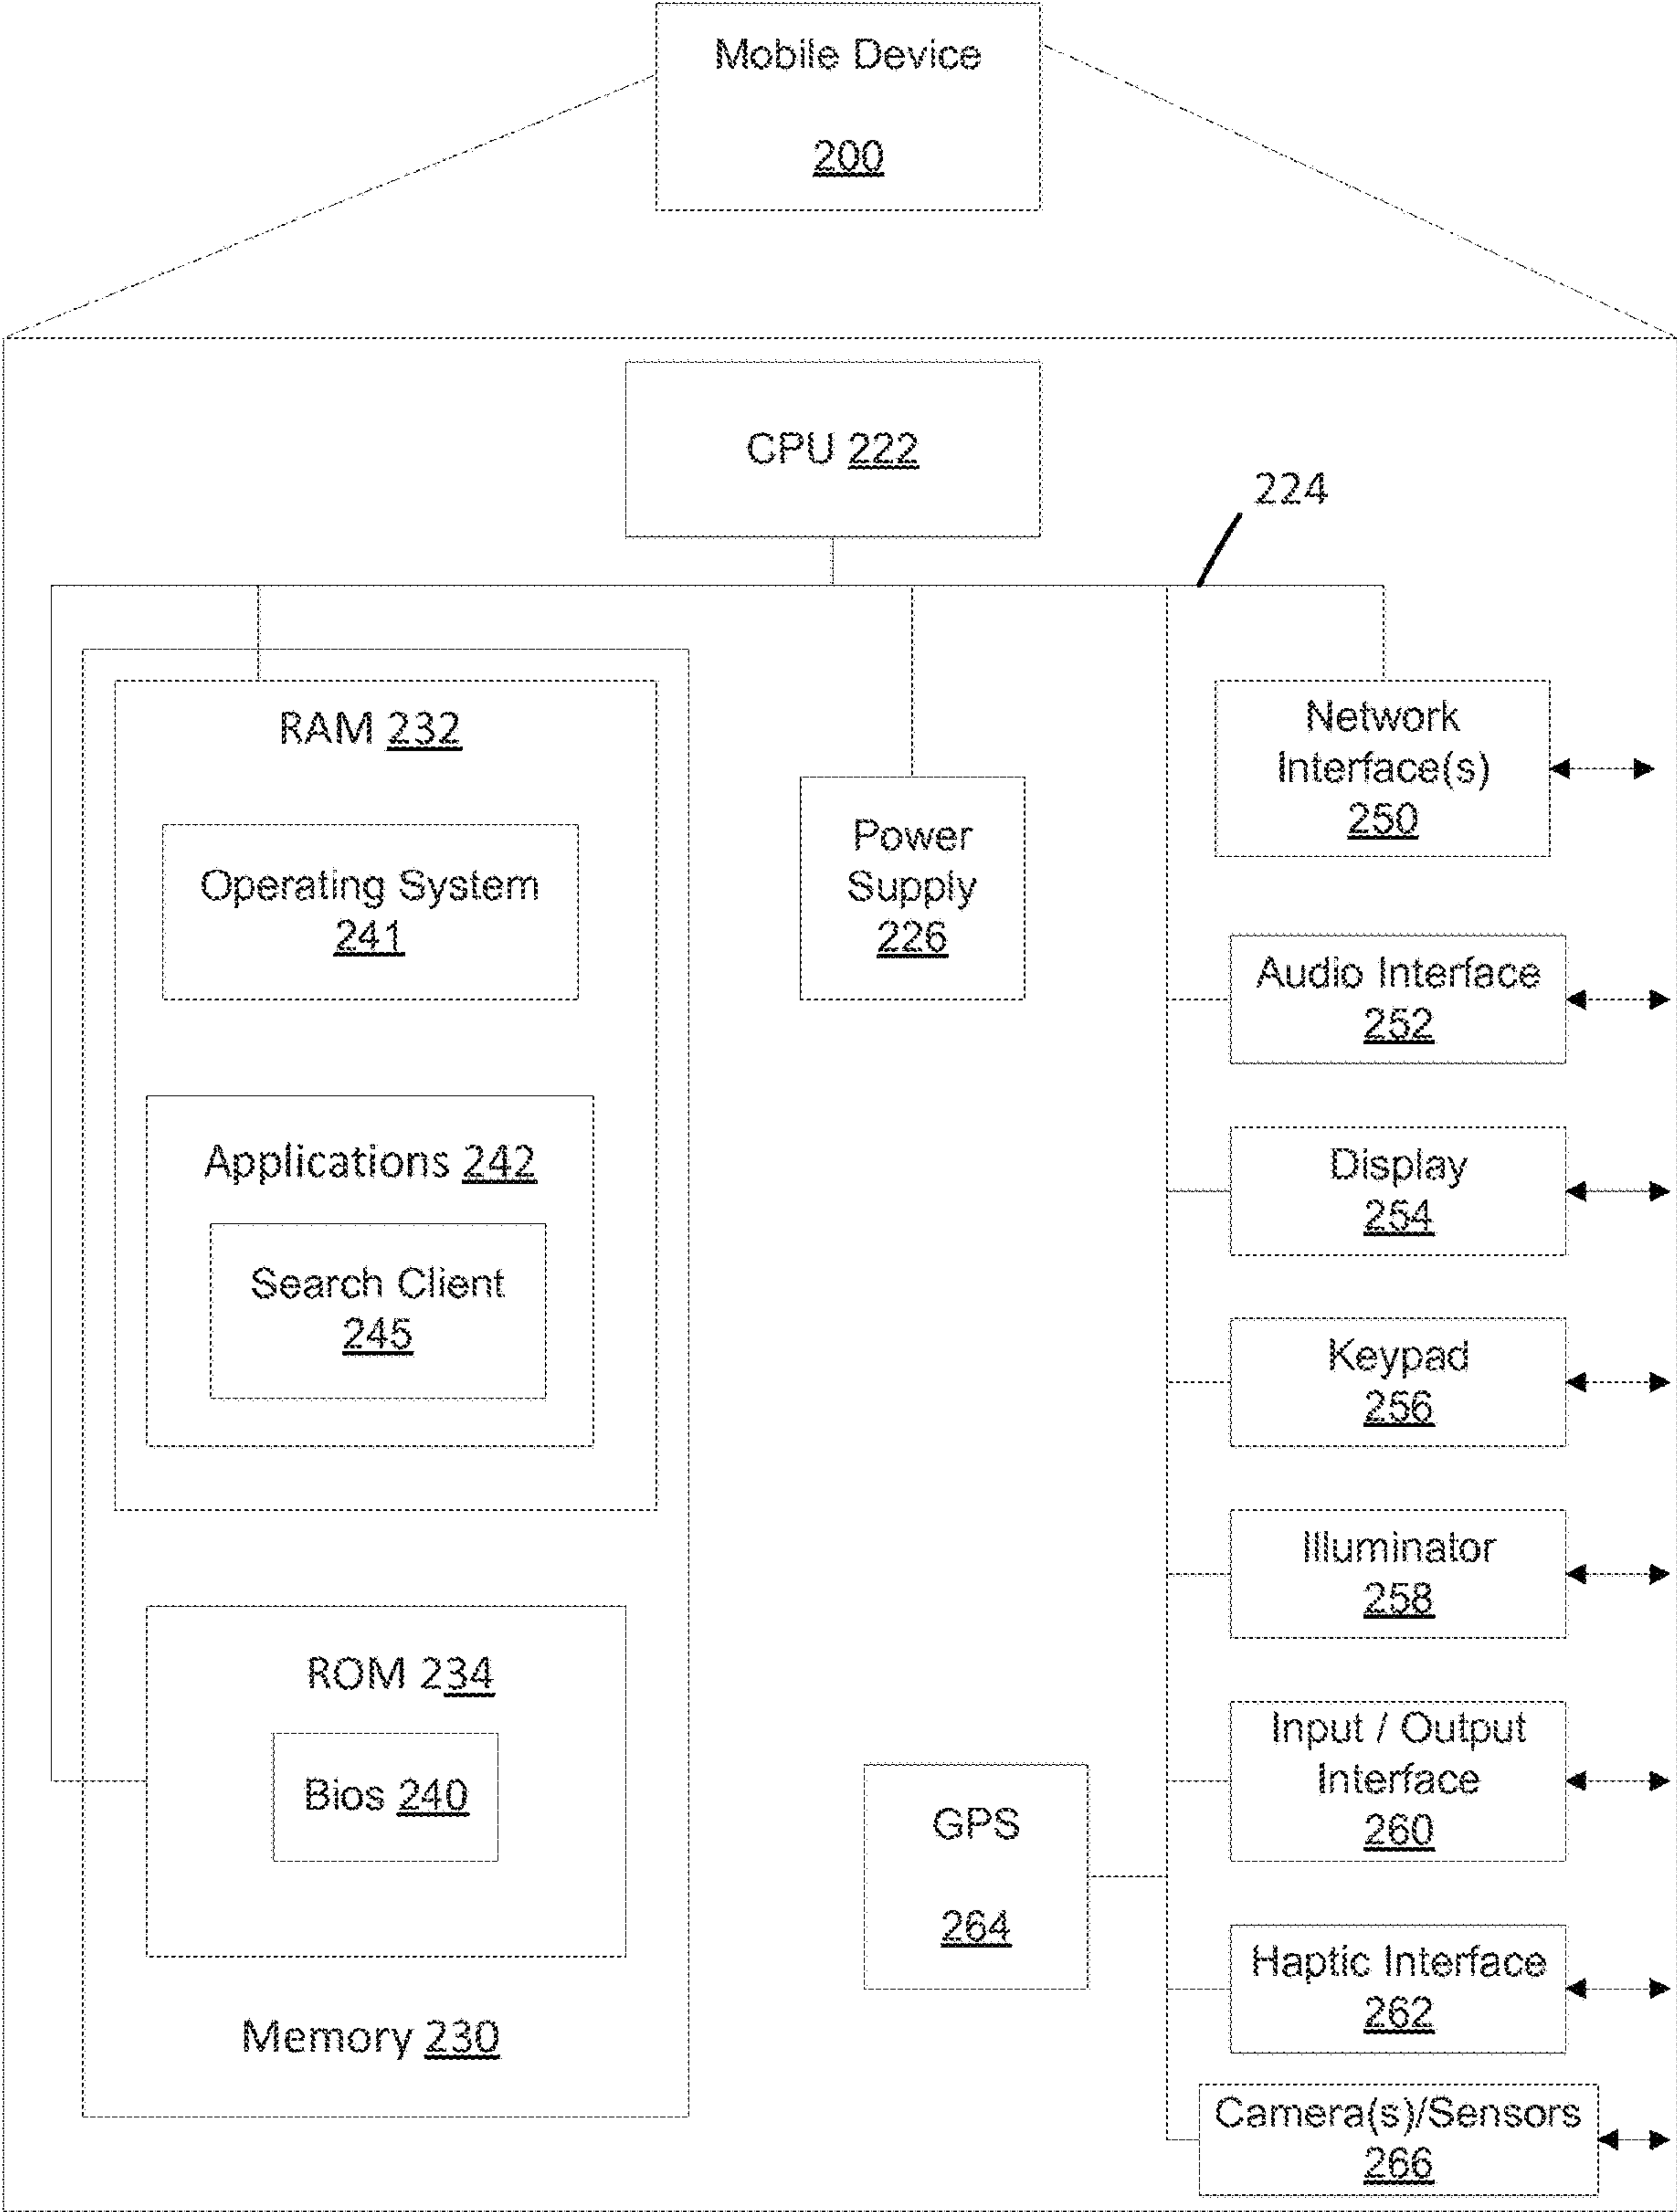 Mobile Device
200
CPU 222
224
RAM 232
Operating System
241
Applications 242
Search Client
245
ROM 234
Bios 240
Memory 230
Power
Supply
226
GPS
264
Network
Interface(s)
250
Audio Interface
252
Display
254
Keypad
256
Illuminator
258
Input / Output
Interface
260
Haptic Interface
262
Camera(s)/Sensors
266